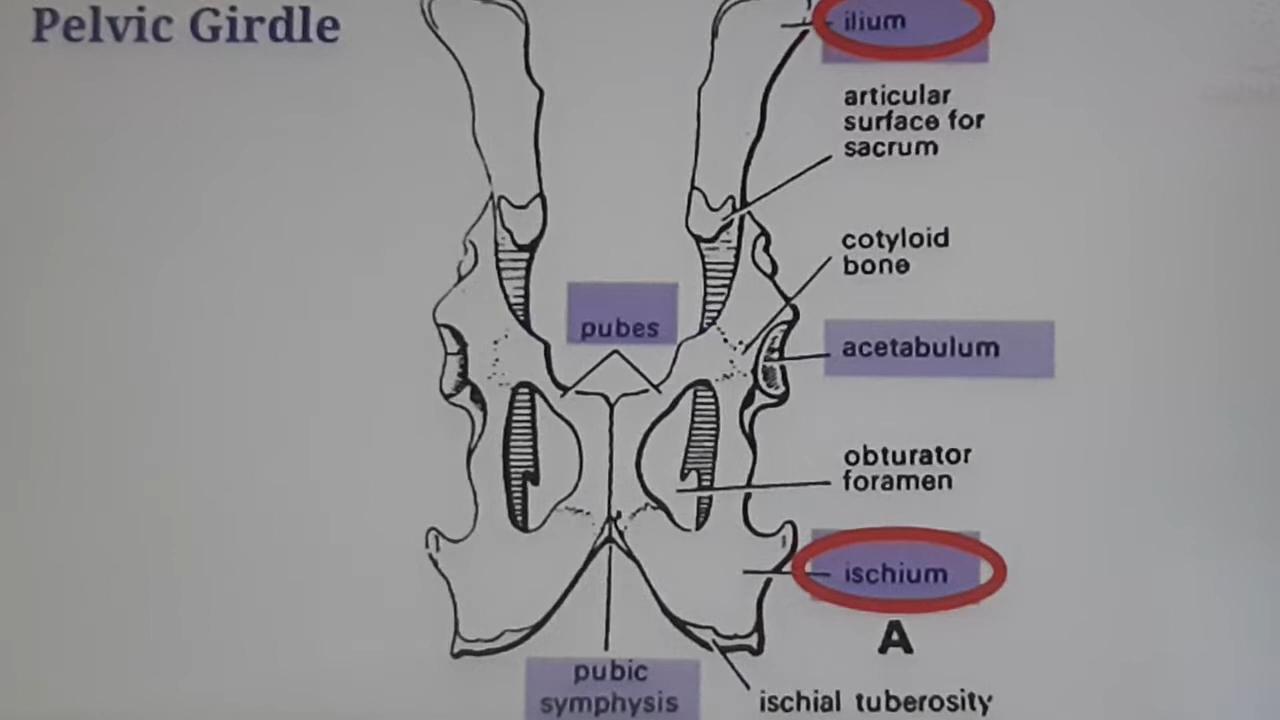 Pelvic Girdle
ilium
articular
surface for
sacrum
cotyloid
bone
pubes
acetabulum
obturator
foramen
ischium
A
pubic
symphysis
ischial tuberosity